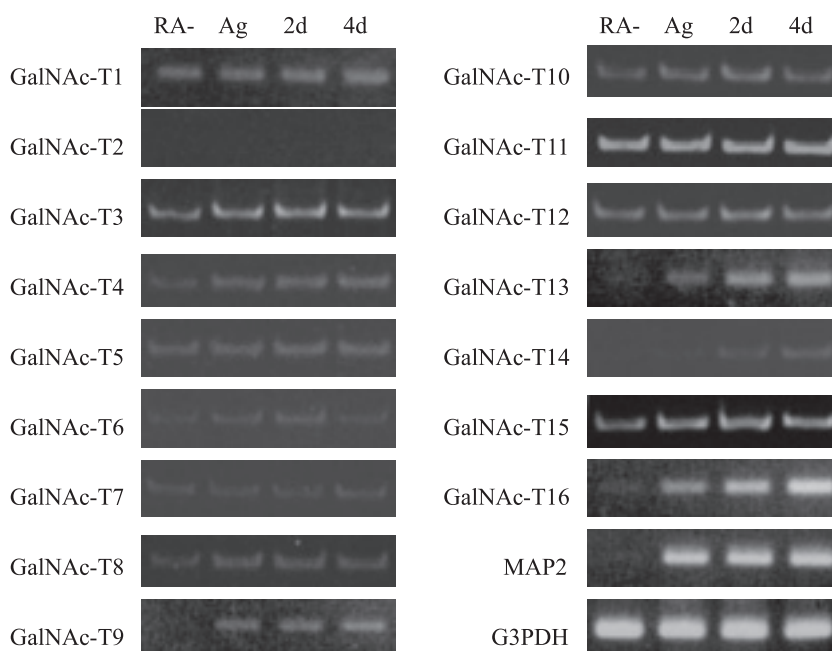 RA- Ag 2d 4d
GalNAc-T1
GalNAc-T2
GalNAc-T3
GalNAc-T4
GalNAc-T5
GalNAc-T6
GalNAc-T7
GalNAc-T8
GalNAc-T9
RA- Ag 2d 4d
GalNAc-T10
GalNAc-T11
GalNAc-T12
GalNAc-T13
GalNAc-T14
GalNAc-T15
GalNAc-T16
MAP2
G3PDH